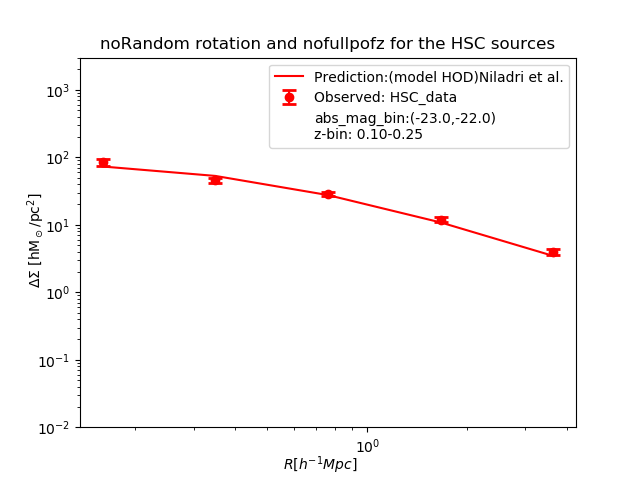 noRandom rotation and nofullpofz for the HSC sources
Prediction:(model HOD)Niladri et al.
Observed: HSC_data
abs_mag_bin:(-23.0,-22.0)
z-bin: 0.10-0.25
10³
10²
10¹
10⁰
10⁻¹
10⁻²
ΔΣ [hM⊙/pc²]
10⁰
R[h⁻¹Mpc]